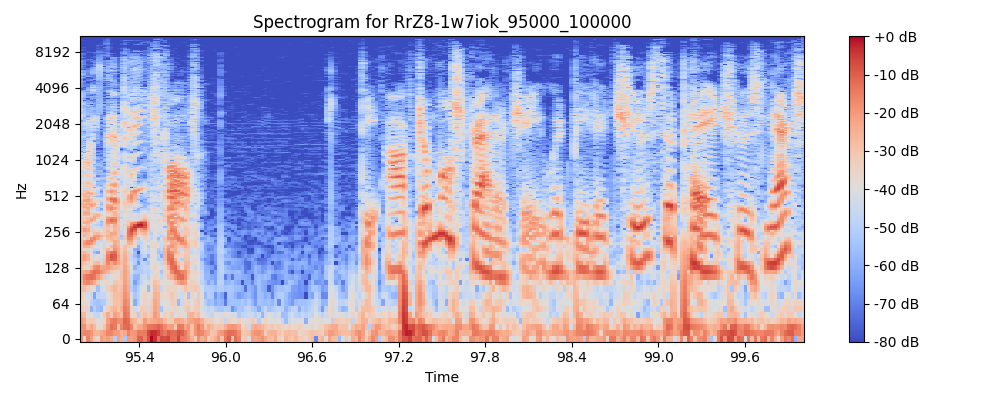 Spectrogram for RrZ8-1w7iok_95000_100000
8192
4096
2048
1024
512
256
128
64
0
Hz
95.4 96.0 96.6 97.2 97.8 98.4 99.0 99.6
Time
+0 dB
-10 dB
-20 dB
-30 dB
-40 dB
-50 dB
-60 dB
-70 dB
-80 dB